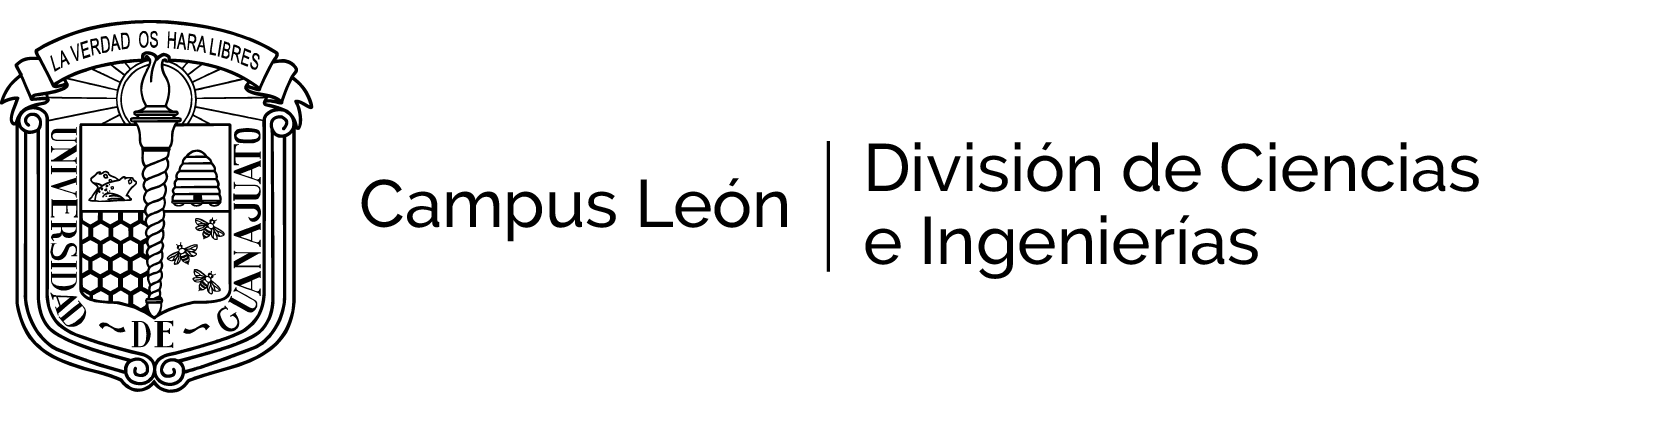 LA VERDAD OS HARA LIBRES
UNIVERSIDAD
DE
GUANAJUATO
Campus León
División de Ciencias
e Ingenierías